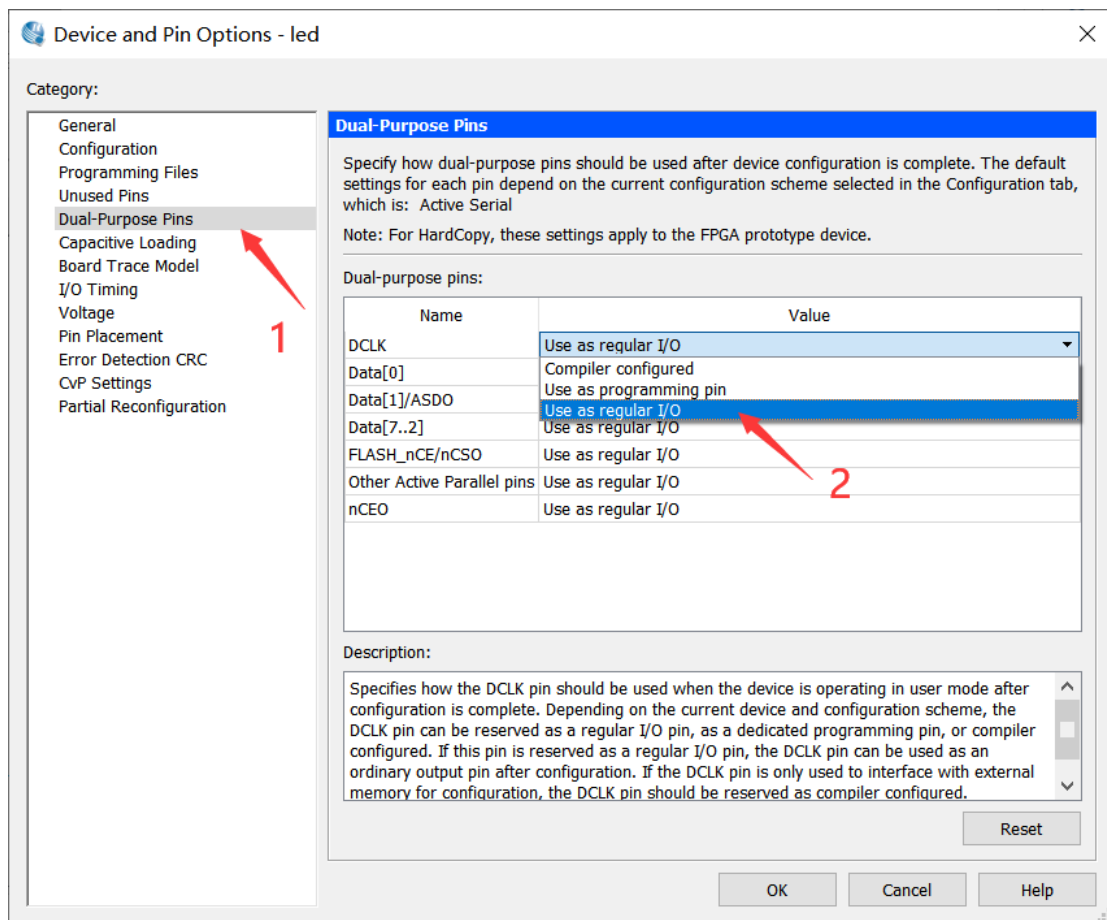 Device and Pin Options - led
Category:
General
Configuration
Programming Files
Unused Pins
Dual-Purpose Pins
Capacitive Loading
Board Trace Model
I/O Timing
Voltage
Pin Placement
Error Detection CRC
CvP Settings
Partial Reconfiguration
1
Dual-Purpose Pins
Specify how dual-purpose pins should be used after device configuration is complete. The default
settings for each pin depend on the current configuration scheme selected in the Configuration tab,
which is: Active Serial
Note: For HardCopy, these settings apply to the FPGA prototype device.
Dual-purpose pins:
Name Value
DCLK Use as regular I/O
Data[0] Compiler configured
Use as programming pin
Data[1]/ASDO Use as regular I/O
Data[7..2] Use as regular I/O
FLASH_nCE/nCSO Use as regular I/O
Other Active Parallel pins Use as regular I/O
nCEO Use as regular I/O
2
Description:
Specifies how the DCLK pin should be used when the device is operating in user mode after
configuration is complete. Depending on the current device and configuration scheme, the
DCLK pin can be reserved as a regular I/O pin, as a dedicated programming pin, or compiler
configured. If this pin is reserved as a regular I/O pin, the DCLK pin can be used as an
ordinary output pin after configuration. If the DCLK pin is only used to interface with external
memory for configuration, the DCLK pin should be reserved as compiler configured.
Reset
OK Cancel Help